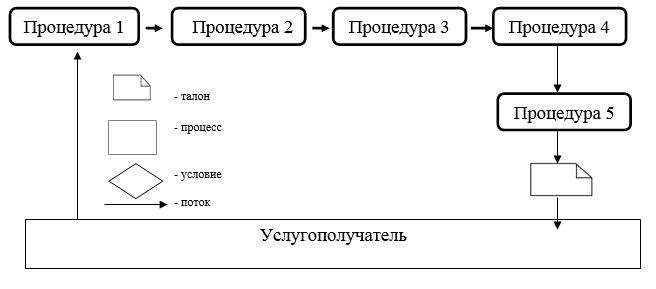 Процедура 1
Процедура 2
Процедура 3
Процедура 4
Процедура 5
- талон
- процесс
- условие
- поток
Услугополучатель